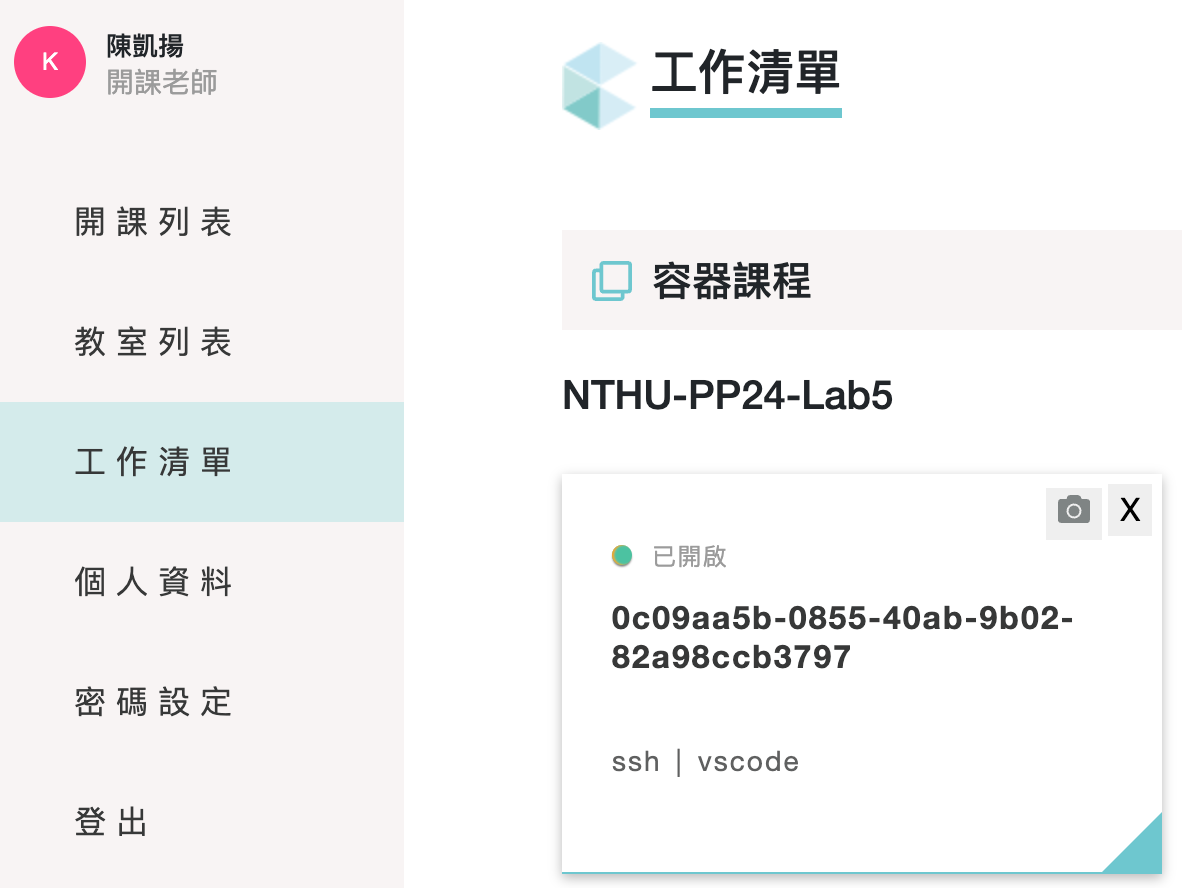 K
陳凱揚
開課老師
開課列表
教室列表
工作清單
個人資料
密碼設定
登出
工作清單
容器課程
NTHU-PP24-Lab5
X
已開啟
0c09aa5b-0855-40ab-9b02-
82a98ccb3797
ssh | vscode